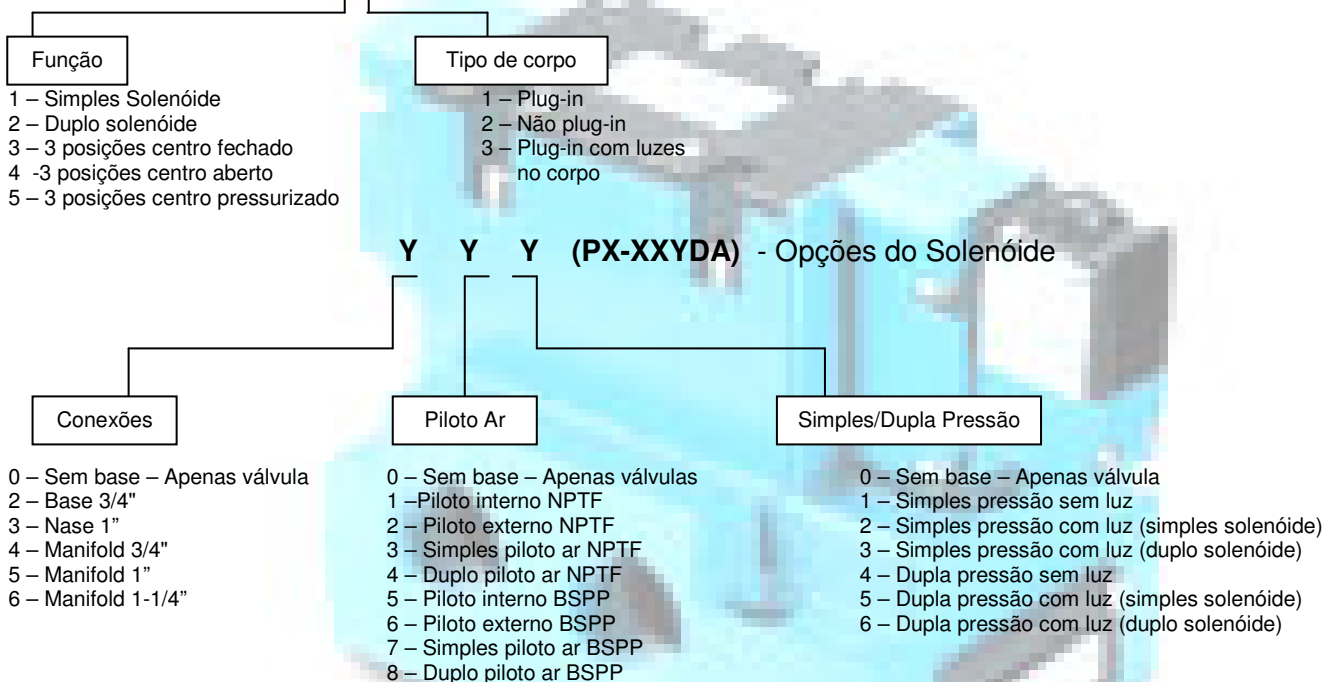 Função
1 – Simples Solenóide
2 – Duplo solenóide
3 – 3 posições centro fechado
4 -3 posições centro aberto
5 – 3 posições centro pressurizado
Tipo de corpo
1 – Plug-in
2 – Não plug-in
3 – Plug-in com luzes
no corpo
Y Y Y (PX-XXYDA) - Opções do Solenóide
Conexões
0 – Sem base – Apenas válvula
2 – Base 3/4"
3 – Nase 1”
4 – Manifold 3/4"
5 – Manifold 1”
6 – Manifold 1-1/4”
Piloto Ar
0 – Sem base – Apenas válvulas
1 –Piloto interno NPTF
2 – Piloto externo NPTF
3 – Simples piloto ar NPTF
4 – Duplo piloto ar NPTF
5 – Piloto interno BSPP
6 – Piloto externo BSPP
7 – Simples piloto ar BSPP
8 – Duplo piloto ar BSPP
Simples/Dupla Pressão
0 – Sem base – Apenas válvula
1 – Simples pressão sem luz
2 – Simples pressão com luz (simples solenóide)
3 – Simples pressão com luz (duplo solenóide)
4 – Dupla pressão sem luz
5 – Dupla pressão com luz (simples solenóide)
6 – Dupla pressão com luz (duplo solenóide)